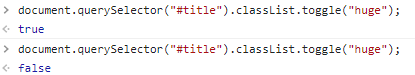 > document.querySelector("#title").classList.toggle("huge");
< true
> document.querySelector("#title").classList.toggle("huge");
< false